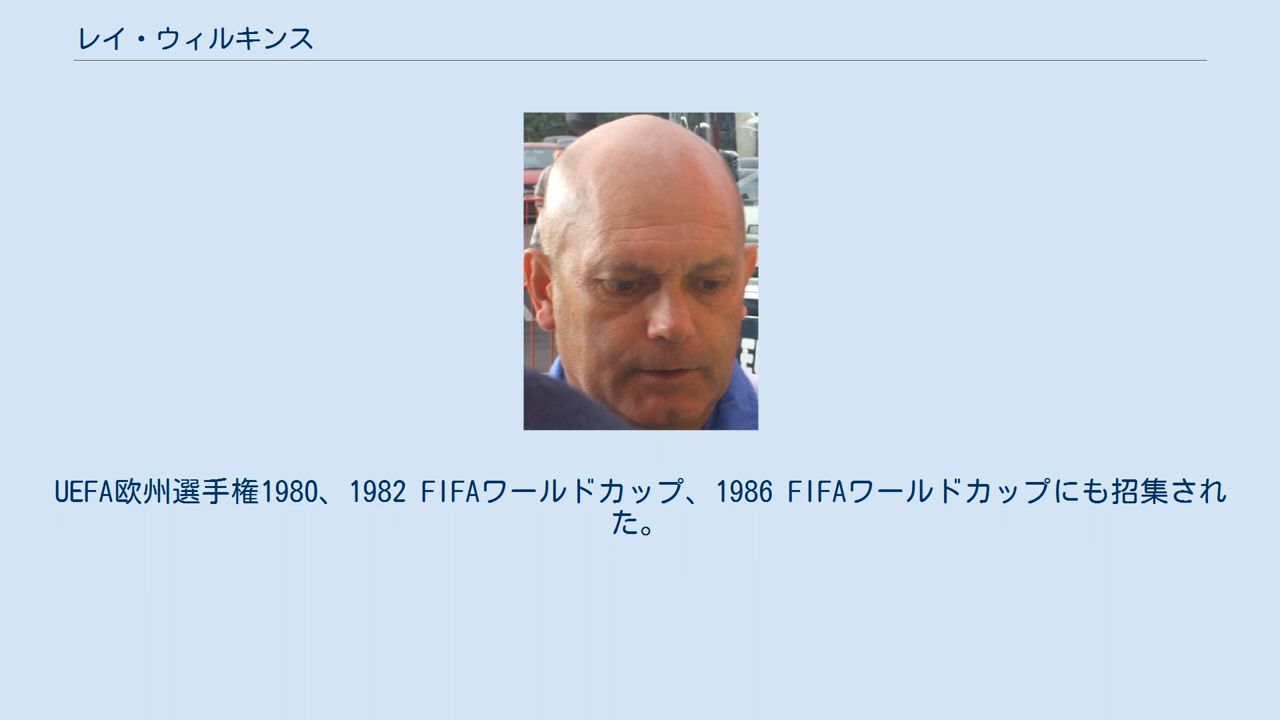 レイ・ウィルキンス
UEFA欧州選手権1980、1982 FIFAワールドカップ、1986 FIFAワールドカップにも招集され
た。